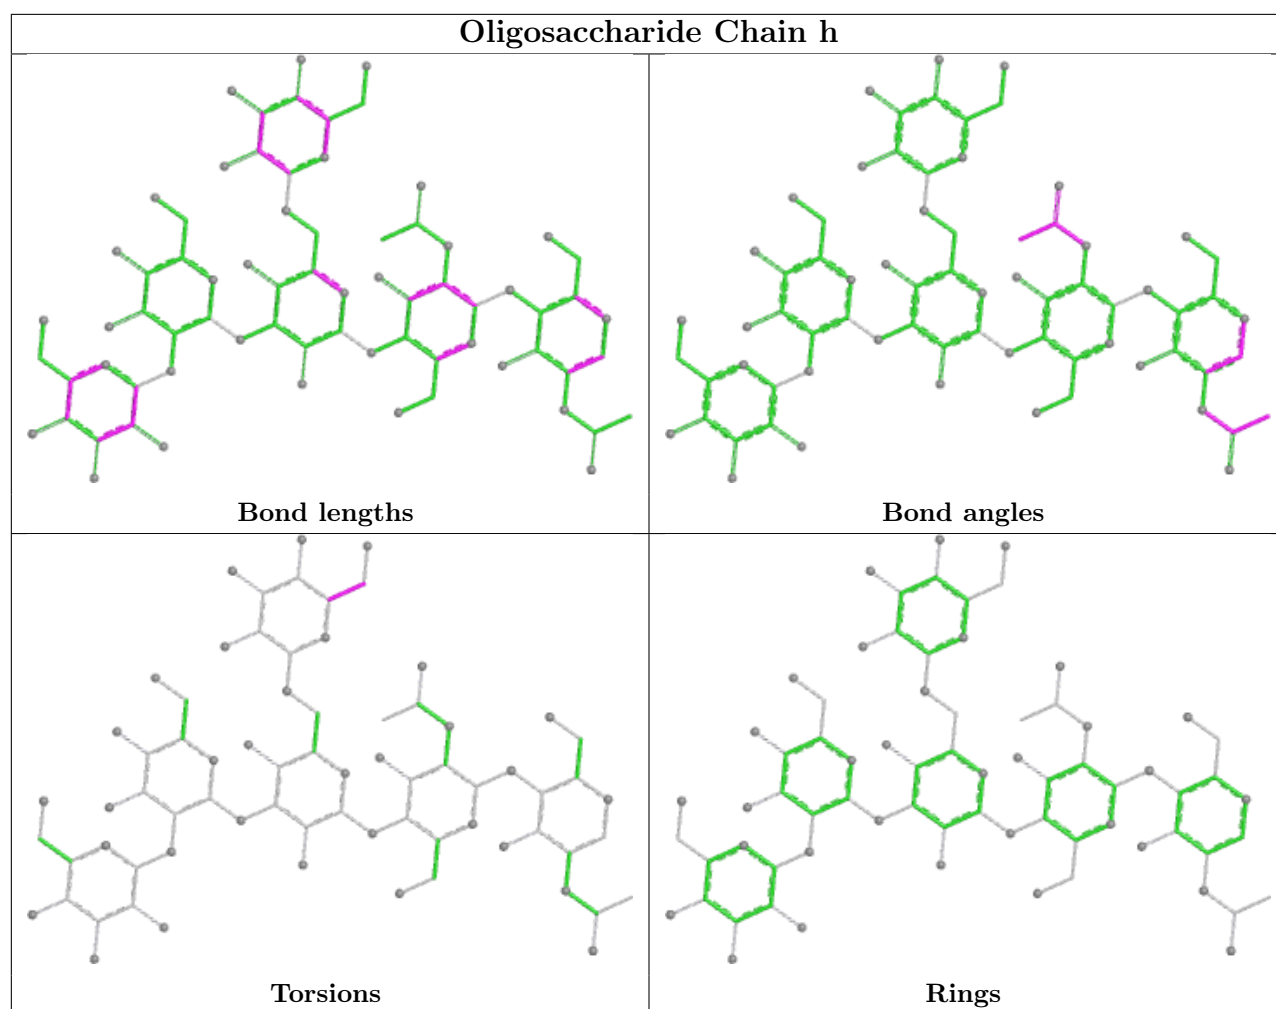 Oligosaccharide Chain h
Bond lengths
Bond angles
Torsions
Rings